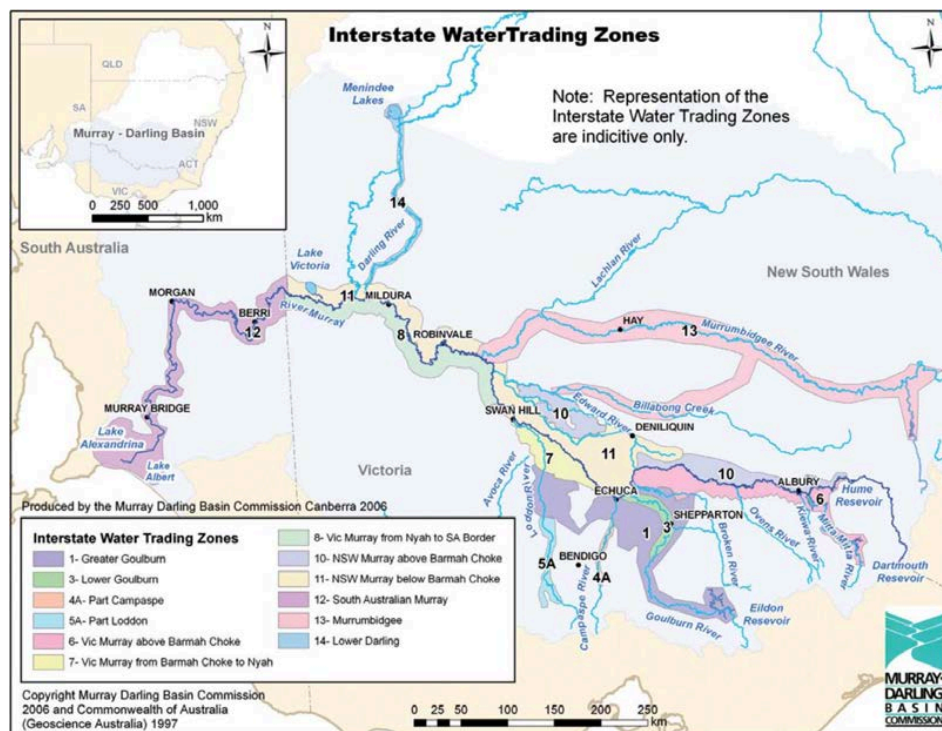 Interstate WaterTrading Zones
N
QLD
SA
NSW
Murray - Darling Basin
ACT
VIC
0 250 500 1,000
km
N
Menindee
Lakes
Note: Representation of the
Interstate Water Trading Zones
are indicitive only.
14
Darling River
Lachlan River
South Australia
New South Wales
Lake
Victoria
MORGAN
11
MILDURA
BERRI
12
River Murray
8
ROBINVALE
HAY
13
Murrumbidgee River
MURRAY BRIDGE
Lake
Alexandrina
Lake
Albert
SWAN HILL
10
Edward River
Billabong Creek
DENILIQUIN
Victoria
Avoca River
7
11
10
ALBURY
Hume
Resevoir
Loddon River
ECHUCA
6
SHEPPARTON
3
1
Kiewa River
Mitta Mitta
River
Ovens River
Broken River
Dartmouth
Resevoir
5A
BENDIGO
4A
Campaspe River
Goulburn River
Eildon
Resevoir
Produced by the Murray Darling Basin Commission Canberra 2006
Interstate Water Trading Zones
1- Greater Goulburn
3- Lower Goulburn
4A- Part Campaspe
5A- Part Loddon
6- Vic Murray above Barmah Choke
7- Vic Murray from Barmah Choke to Nyah
8- Vic Murray from Nyah to SA Border
10- NSW Murray above Barmah Choke
11- NSW Murray below Barmah Choke
12- South Australian Murray
13- Murrumbidgee
14- Lower Darling
Copyright Murray Darling Basin Commission
2006 and Commonwealth of Australia
(Geoscience Australia) 1997
0 25 50 100 150 200 250
km
MURRAY-
DARLING
BASIN
COMMISSION